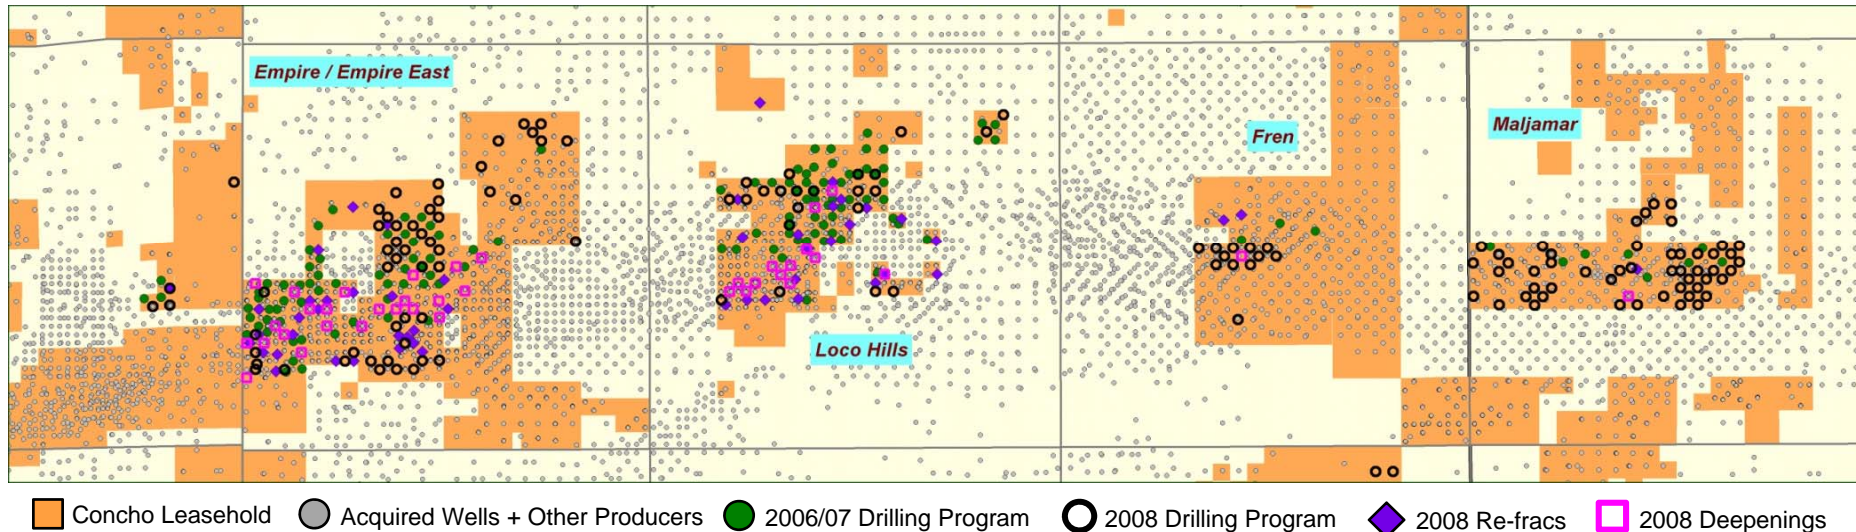 Empire / Empire East
Maljamar
Fren
Loco Hills
Concho Leasehold
Acquired Wells + Other Producers
2006/07 Drilling Program
2008 Drilling Program
2008 Re-fracs
2008 Deepenings